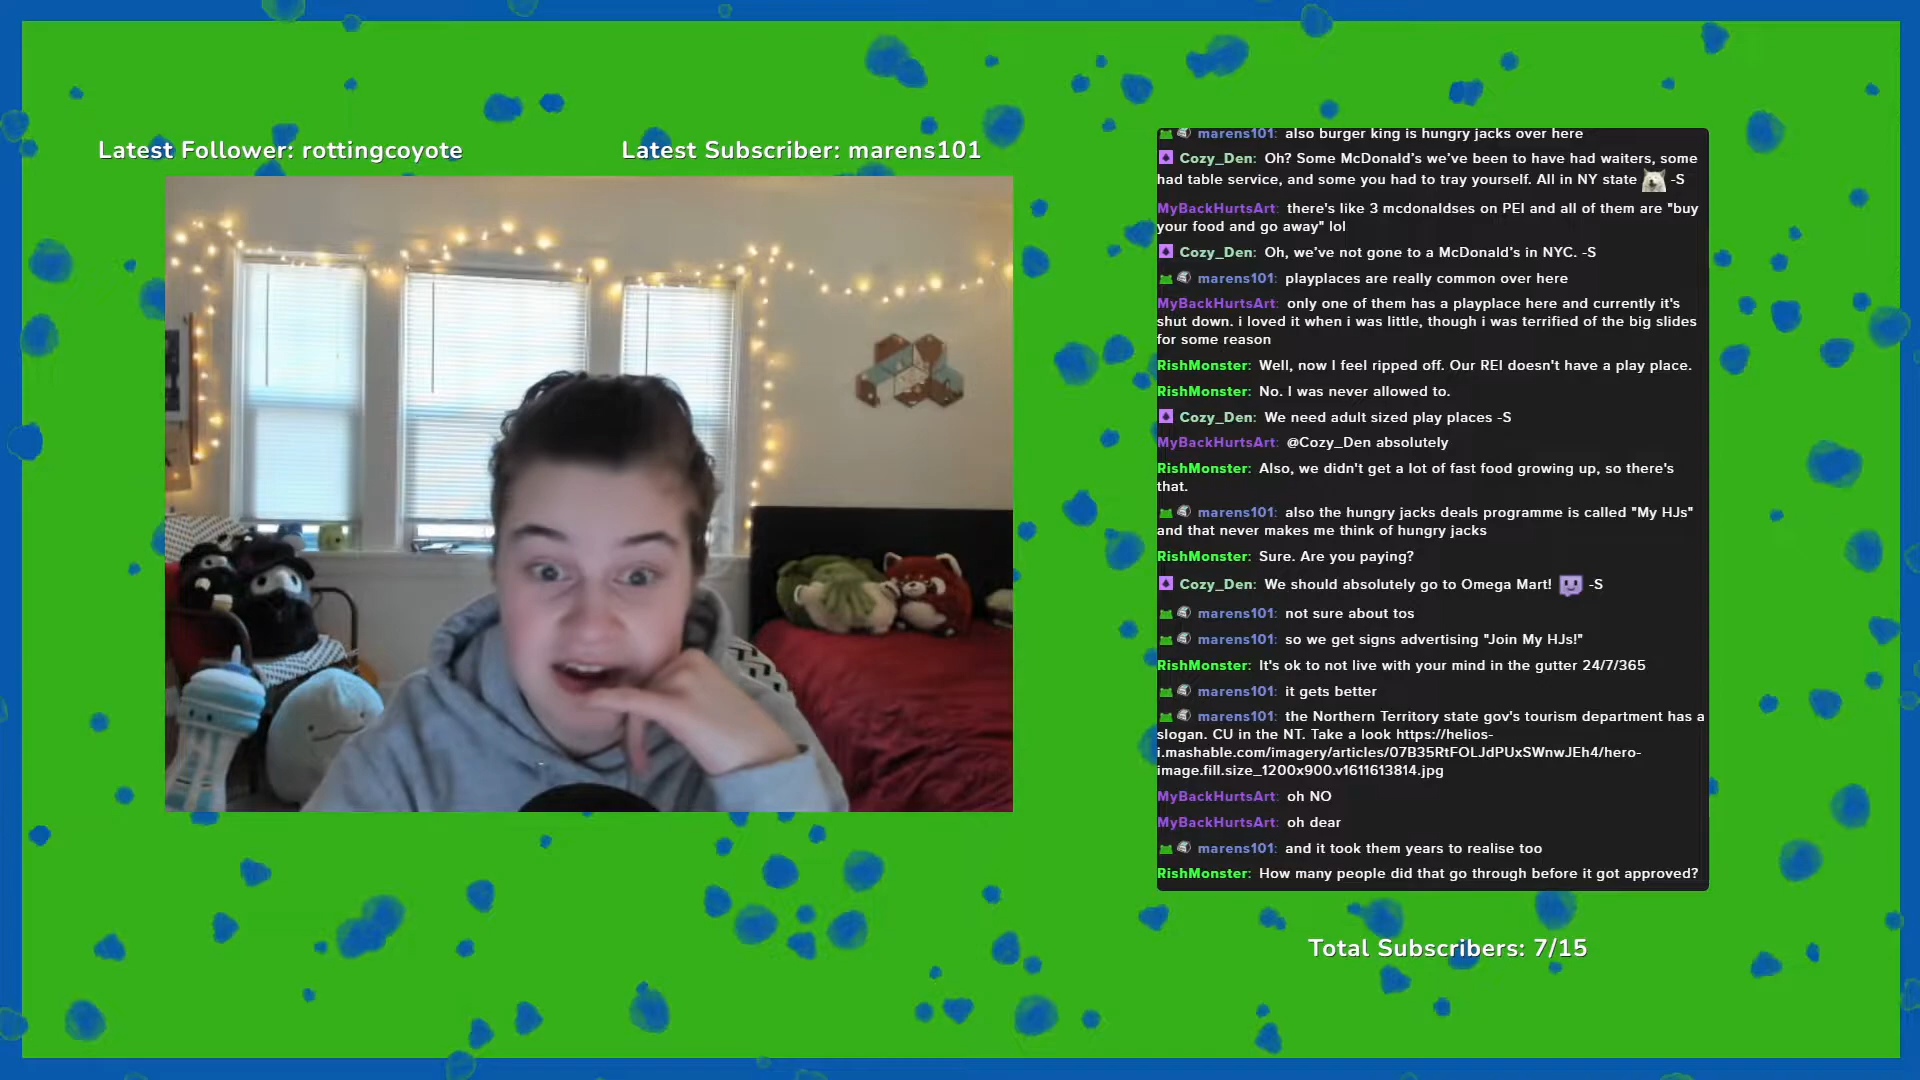 Latest Follower: rottingcoyote
Latest Subscriber: marens101
marens101: also burger king is hungry jacks over here
Cozy_Den: Oh? Some McDonald's we've been to have had waiters, some
had table service, and some you had to tray yourself. All in NY state -S
MyBackHurtsArt: there's like 3 mcdonaldses on PEI and all of them are "buy
your food and go away" lol
Cozy_Den: Oh, we've not gone to a McDonald's in NYC. -S
marens101: playplaces are really common over here
MyBackHurtsArt: only one of them has a playplace here and currently it's
shut down. i loved it when i was little, though i was terrified of the big slides
for some reason
RishMonster: Well, now I feel ripped off. Our REI doesn't have a play place.
RishMonster: No. I was never allowed to.
Cozy_Den: We need adult sized play places -S
MyBackHurtsArt: @Cozy_Den absolutely
RishMonster: Also, we didn't get a lot of fast food growing up, so there's
that.
marens101: also the hungry jacks deals programme is called "My HJs"
and that never makes me think of hungry jacks
RishMonster: Sure. Are you paying?
Cozy_Den: We should absolutely go to Omega Mart! -S
marens101: not sure about tos
marens101: so we get signs advertising "Join My HJs!"
RishMonster: It's ok to not live with your mind in the gutter 24/7/365
marens101: it gets better
marens101: the Northern Territory state gov's tourism department has a
slogan. CU in the NT. Take a look https://helios-
i.mashable.com/imagery/articles/07B35RtFOLJdPUxSWnwJEh4/hero-
image.fill.size_1200x900.v1611613814.jpg
MyBackHurtsArt: oh NO
MyBackHurtsArt: oh dear
marens101: and it took them years to realise too
RishMonster: How many people did that go through before it got approved?
Total Subscribers: 7/15